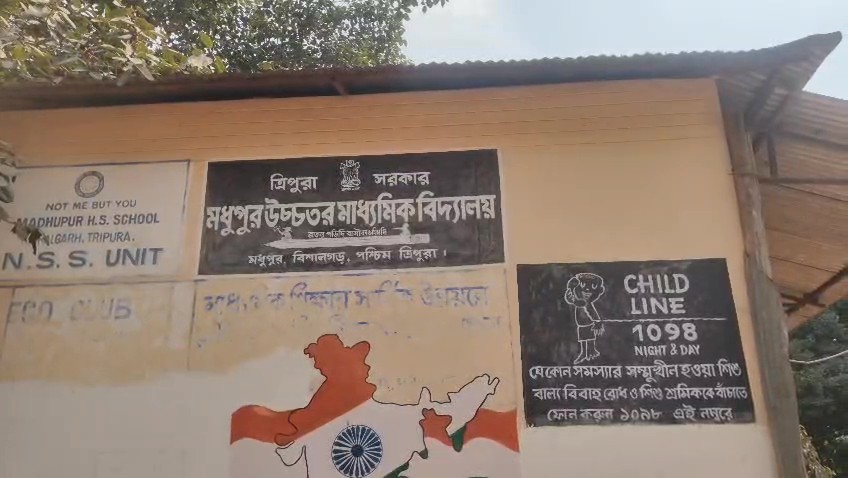 NOT ME BUT YOU
MADHUPUR H.S. SCHOOL
ALGARH, TRIPURA.
N.S.S. UNIT
ত্রিপুরা সরকার
মধুপুর উচ্চতর মাধ্যমিক বিদ্যালয়
মধুপুর, বিশালগড়, পশ্চিম ত্রিপুরা।
ECO CLUB
CHILD
LINE
1098
NIGHT & DAY
যেকোন সমস্যার সম্মুখীন হওয়া শিশু
বাল্য বিবাহ রোধ ও শিশু শ্রমিককে বাঁচাতে
ফোন করুন ১০৯৮ এই নম্বরে